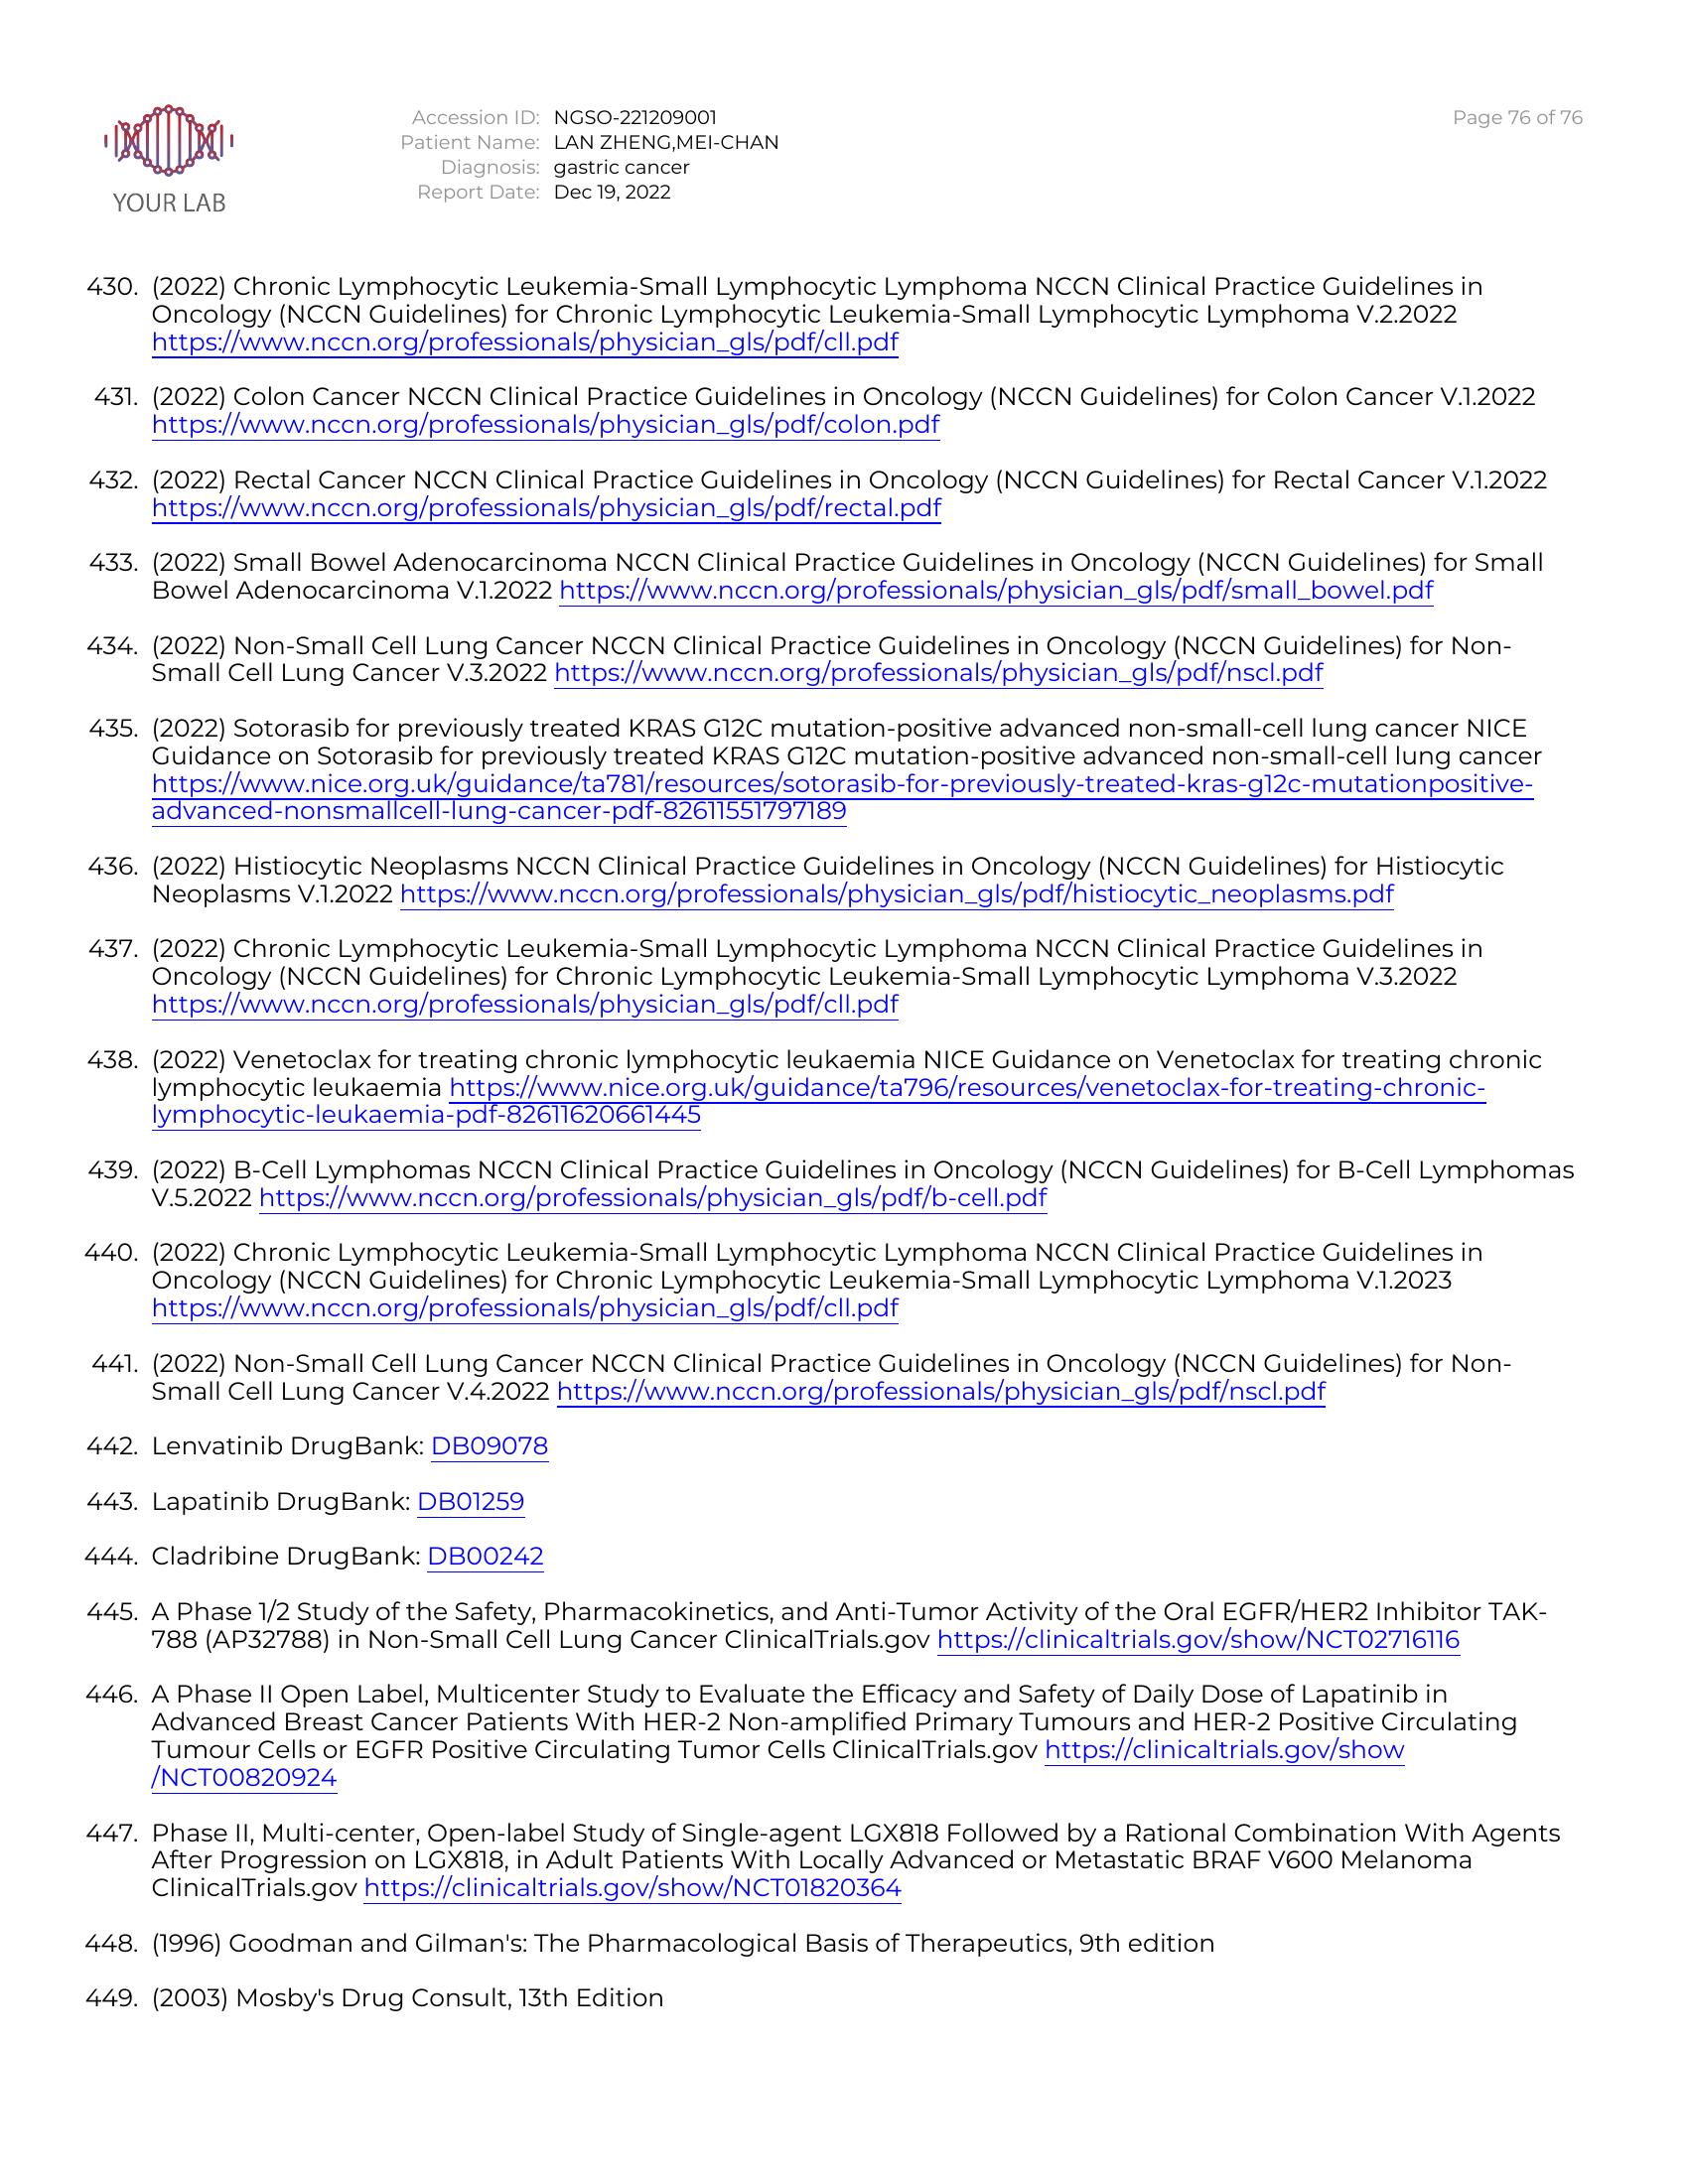 YOUR LAB
Accession ID: NGSO-221209001
Patient Name: LAN ZHENG,MEI-CHAN
Diagnosis: gastric cancer
Report Date: Dec 19, 2022
Page 76 of 76
430. (2022) Chronic Lymphocytic Leukemia-Small Lymphocytic Lymphoma NCCN Clinical Practice Guidelines in
Oncology (NCCN Guidelines) for Chronic Lymphocytic Leukemia-Small Lymphocytic Lymphoma V.2.2022
https://www.nccn.org/professionals/physician_gls/pdf/cll.pdf
431. (2022) Colon Cancer NCCN Clinical Practice Guidelines in Oncology (NCCN Guidelines) for Colon Cancer V.1.2022
https://www.nccn.org/professionals/physician_gls/pdf/colon.pdf
432. (2022) Rectal Cancer NCCN Clinical Practice Guidelines in Oncology (NCCN Guidelines) for Rectal Cancer V.1.2022
https://www.nccn.org/professionals/physician_gls/pdf/rectal.pdf
433. (2022) Small Bowel Adenocarcinoma NCCN Clinical Practice Guidelines in Oncology (NCCN Guidelines) for Small
Bowel Adenocarcinoma V.1.2022 https://www.nccn.org/professionals/physician_gls/pdf/small_bowel.pdf
434. (2022) Non-Small Cell Lung Cancer NCCN Clinical Practice Guidelines in Oncology (NCCN Guidelines) for Non-
Small Cell Lung Cancer V.3.2022 https://www.nccn.org/professionals/physician_gls/pdf/nscl.pdf
435. (2022) Sotorasib for previously treated KRAS G12C mutation-positive advanced non-small-cell lung cancer NICE
Guidance on Sotorasib for previously treated KRAS G12C mutation-positive advanced non-small-cell lung cancer
https://www.nice.org.uk/guidance/ta781/resources/sotorasib-for-previously-treated-kras-g12c-mutationpositive-
advanced-nonsmallcell-lung-cancer-pdf-82611551797189
436. (2022) Histiocytic Neoplasms NCCN Clinical Practice Guidelines in Oncology (NCCN Guidelines) for Histiocytic
Neoplasms V.1.2022 https://www.nccn.org/professionals/physician_gls/pdf/histiocytic_neoplasms.pdf
437. (2022) Chronic Lymphocytic Leukemia-Small Lymphocytic Lymphoma NCCN Clinical Practice Guidelines in
Oncology (NCCN Guidelines) for Chronic Lymphocytic Leukemia-Small Lymphocytic Lymphoma V.3.2022
https://www.nccn.org/professionals/physician_gls/pdf/cll.pdf
438. (2022) Venetoclax for treating chronic lymphocytic leukaemia NICE Guidance on Venetoclax for treating chronic
lymphocytic leukaemia https://www.nice.org.uk/guidance/ta796/resources/venetoclax-for-treating-chronic-
lymphocytic-leukaemia-pdf-82611620661445
439. (2022) B-Cell Lymphomas NCCN Clinical Practice Guidelines in Oncology (NCCN Guidelines) for B-Cell Lymphomas
V.5.2022 https://www.nccn.org/professionals/physician_gls/pdf/b-cell.pdf
440. (2022) Chronic Lymphocytic Leukemia-Small Lymphocytic Lymphoma NCCN Clinical Practice Guidelines in
Oncology (NCCN Guidelines) for Chronic Lymphocytic Leukemia-Small Lymphocytic Lymphoma V.1.2023
https://www.nccn.org/professionals/physician_gls/pdf/cll.pdf
441. (2022) Non-Small Cell Lung Cancer NCCN Clinical Practice Guidelines in Oncology (NCCN Guidelines) for Non-
Small Cell Lung Cancer V.4.2022 https://www.nccn.org/professionals/physician_gls/pdf/nscl.pdf
442. Lenvatinib DrugBank: DB09078
443. Lapatinib DrugBank: DB01259
444. Cladribine DrugBank: DB00242
445. A Phase 1/2 Study of the Safety, Pharmacokinetics, and Anti-Tumor Activity of the Oral EGFR/HER2 Inhibitor TAK-
788 (AP32788) in Non-Small Cell Lung Cancer ClinicalTrials.gov https://clinicaltrials.gov/show/NCT02716116
446. A Phase II Open Label, Multicenter Study to Evaluate the Efficacy and Safety of Daily Dose of Lapatinib in
Advanced Breast Cancer Patients With HER-2 Non-amplified Primary Tumours and HER-2 Positive Circulating
Tumour Cells or EGFR Positive Circulating Tumor Cells ClinicalTrials.gov https://clinicaltrials.gov/show
/NCT00820924
447. Phase II, Multi-center, Open-label Study of Single-agent LGX818 Followed by a Rational Combination With Agents
After Progression on LGX818, in Adult Patients With Locally Advanced or Metastatic BRAF V600 Melanoma
ClinicalTrials.gov https://clinicaltrials.gov/show/NCT01820364
448. (1996) Goodman and Gilman's: The Pharmacological Basis of Therapeutics, 9th edition
449. (2003) Mosby's Drug Consult, 13th Edition